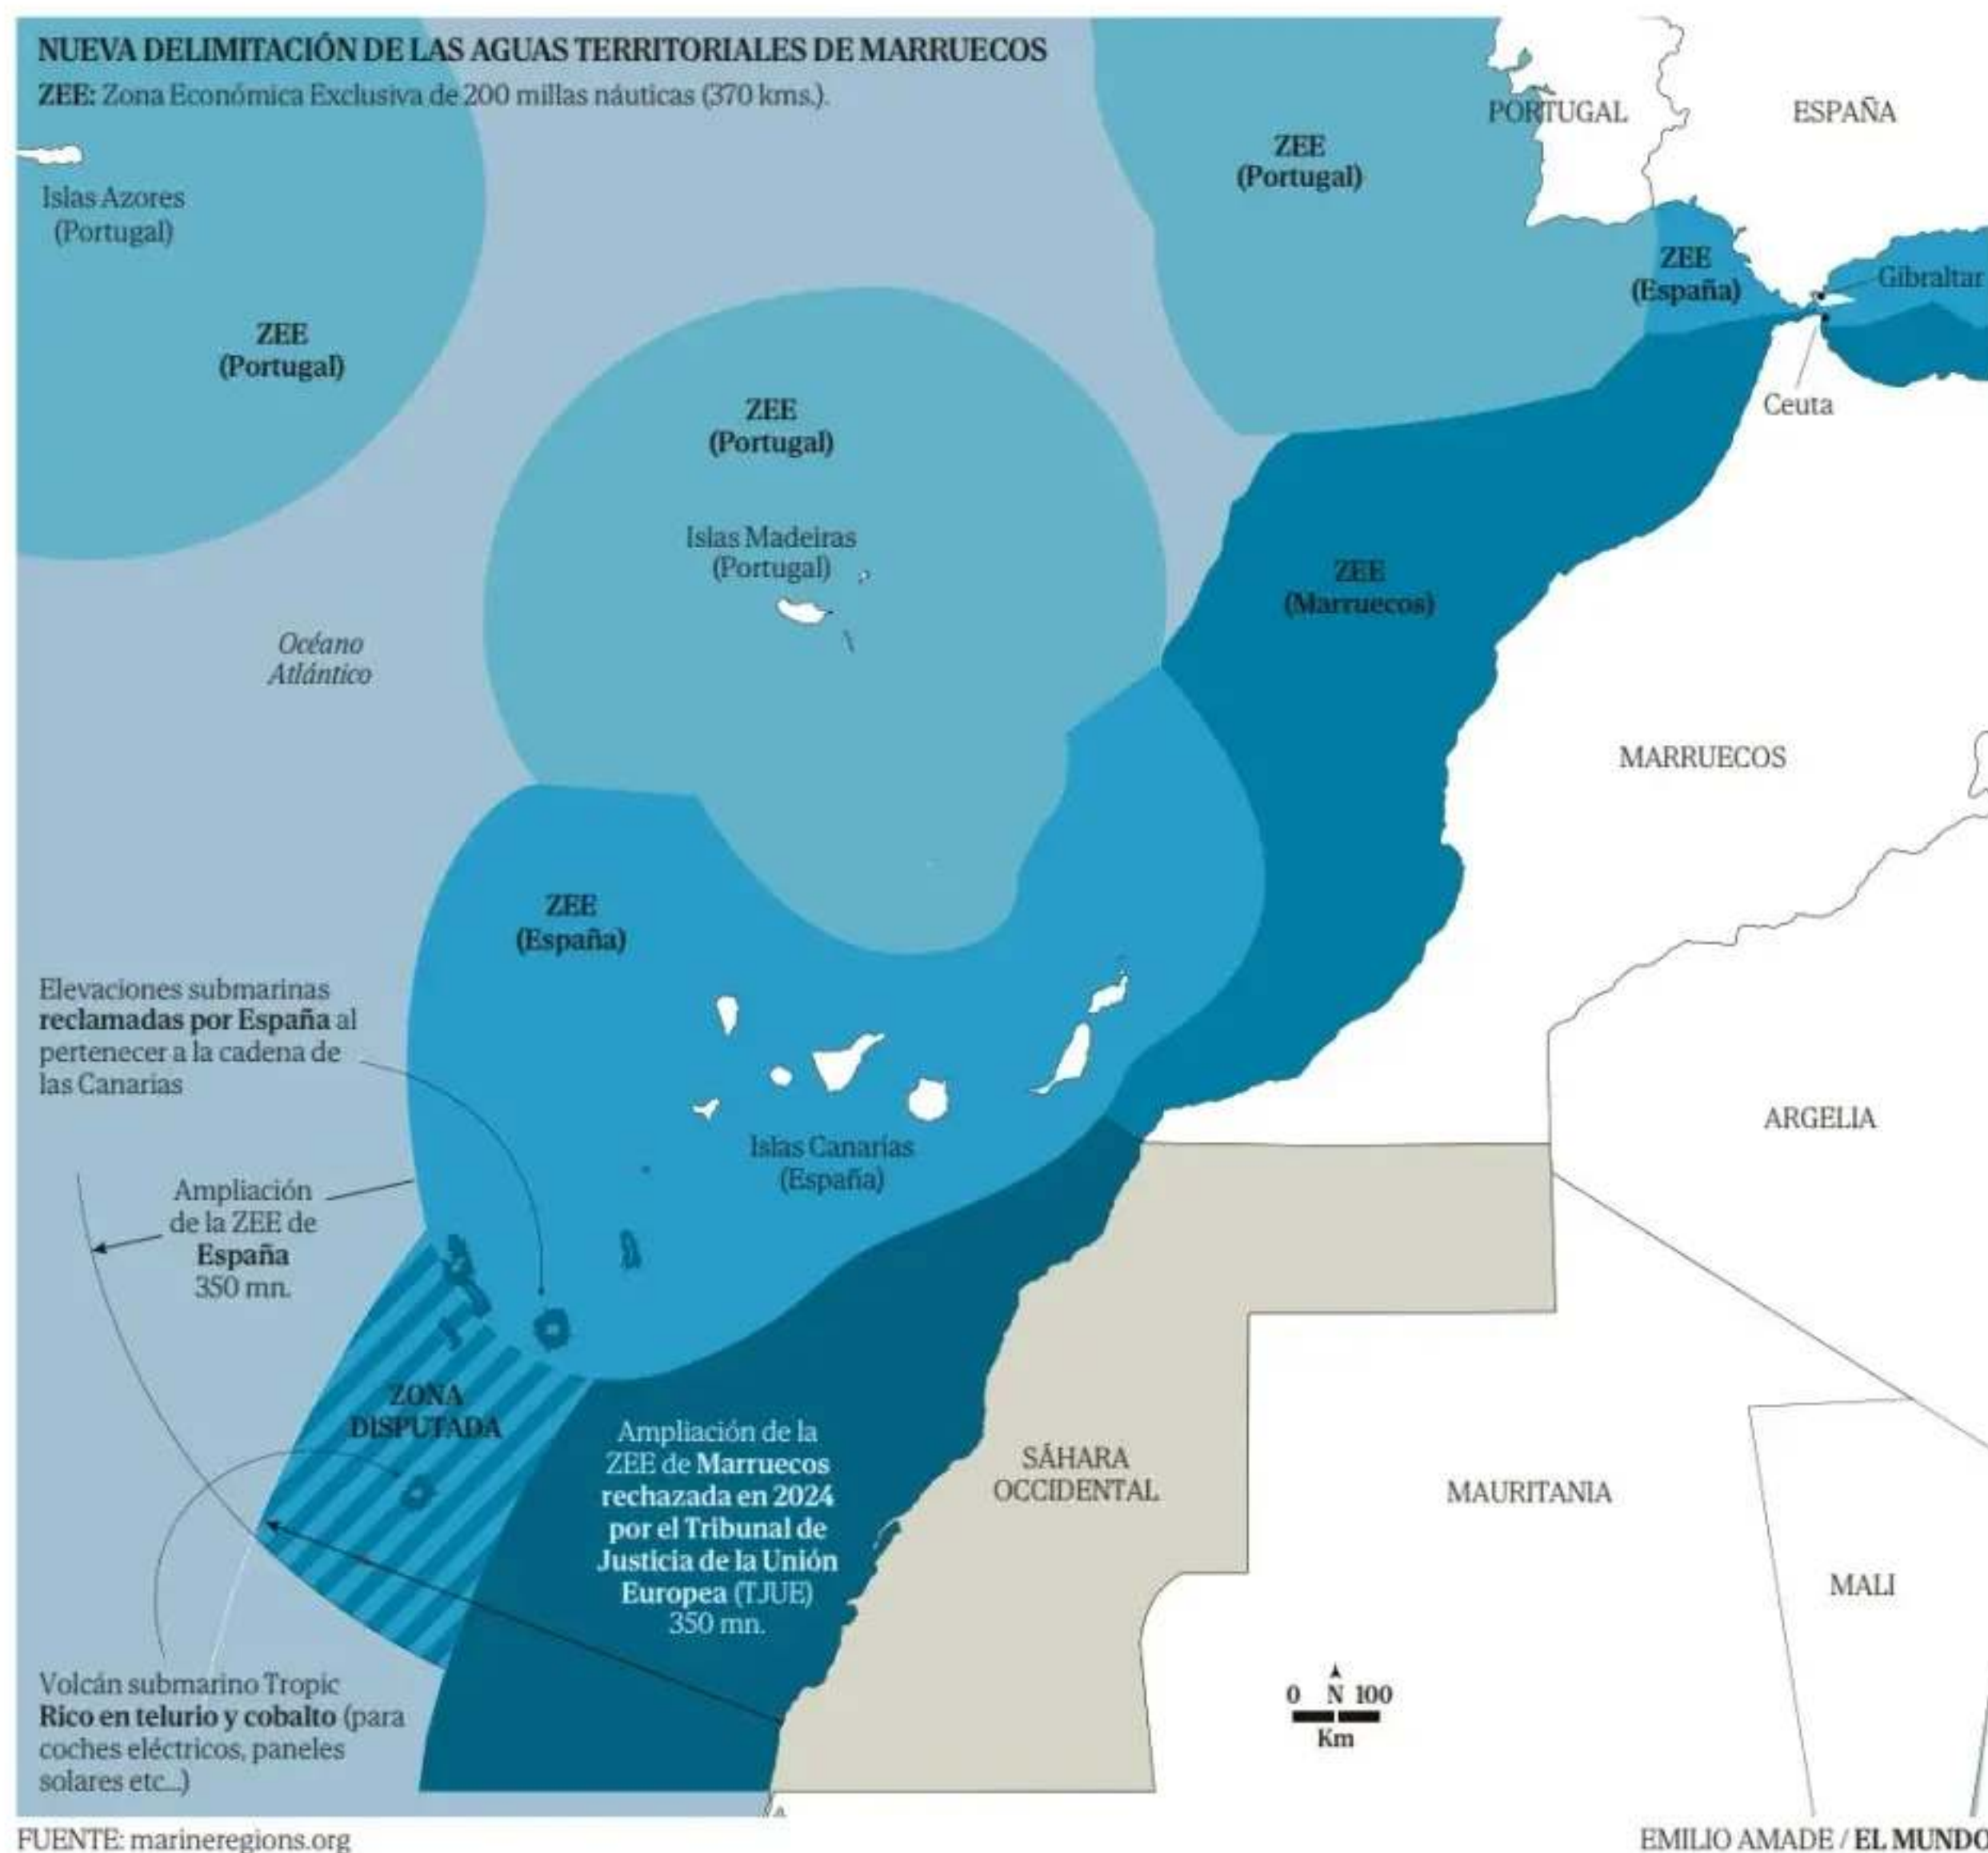 NUEVA DELIMITACIÓN DE LAS AGUAS TERRITORIALES DE MARRUECOS
ZEE: Zona Económica Exclusiva de 200 millas náuticas (370 kms.).
PORTUGAL
ESPAÑA
ZEE
(Portugal)
Islas Azores
(Portugal)
ZEE
(España)
Gibraltar
ZEE
(Portugal)
Ceuta
ZEE
(Portugal)
Islas Madeiras
(Portugal)
ZEE
(Marruecos)
Océano
Atlántico
MARRUECOS
ZEE
(España)
Elevaciones submarinas
reclamadas por España al
pertenecer a la cadena de
las Canarias
ARGELIA
Islas Canarias
(España)
Ampliación
de la ZEE de
España
350 mn.
ZONA
DISPUTADA
Ampliación de la
ZEE de Marruecos
rechazada en 2024
por el Tribunal de
Justicia de la Unión
Europea (TJUE)
350 mn.
SÁHARA
OCCIDENTAL
MAURITANIA
MALI
Volcán submarino Tropic
Rico en telurio y cobalto (para
coches eléctricos, paneles
solares etc...)
0 N 100
Km
FUENTE: marineregions.org
EMILIO AMADE / EL MUNDO